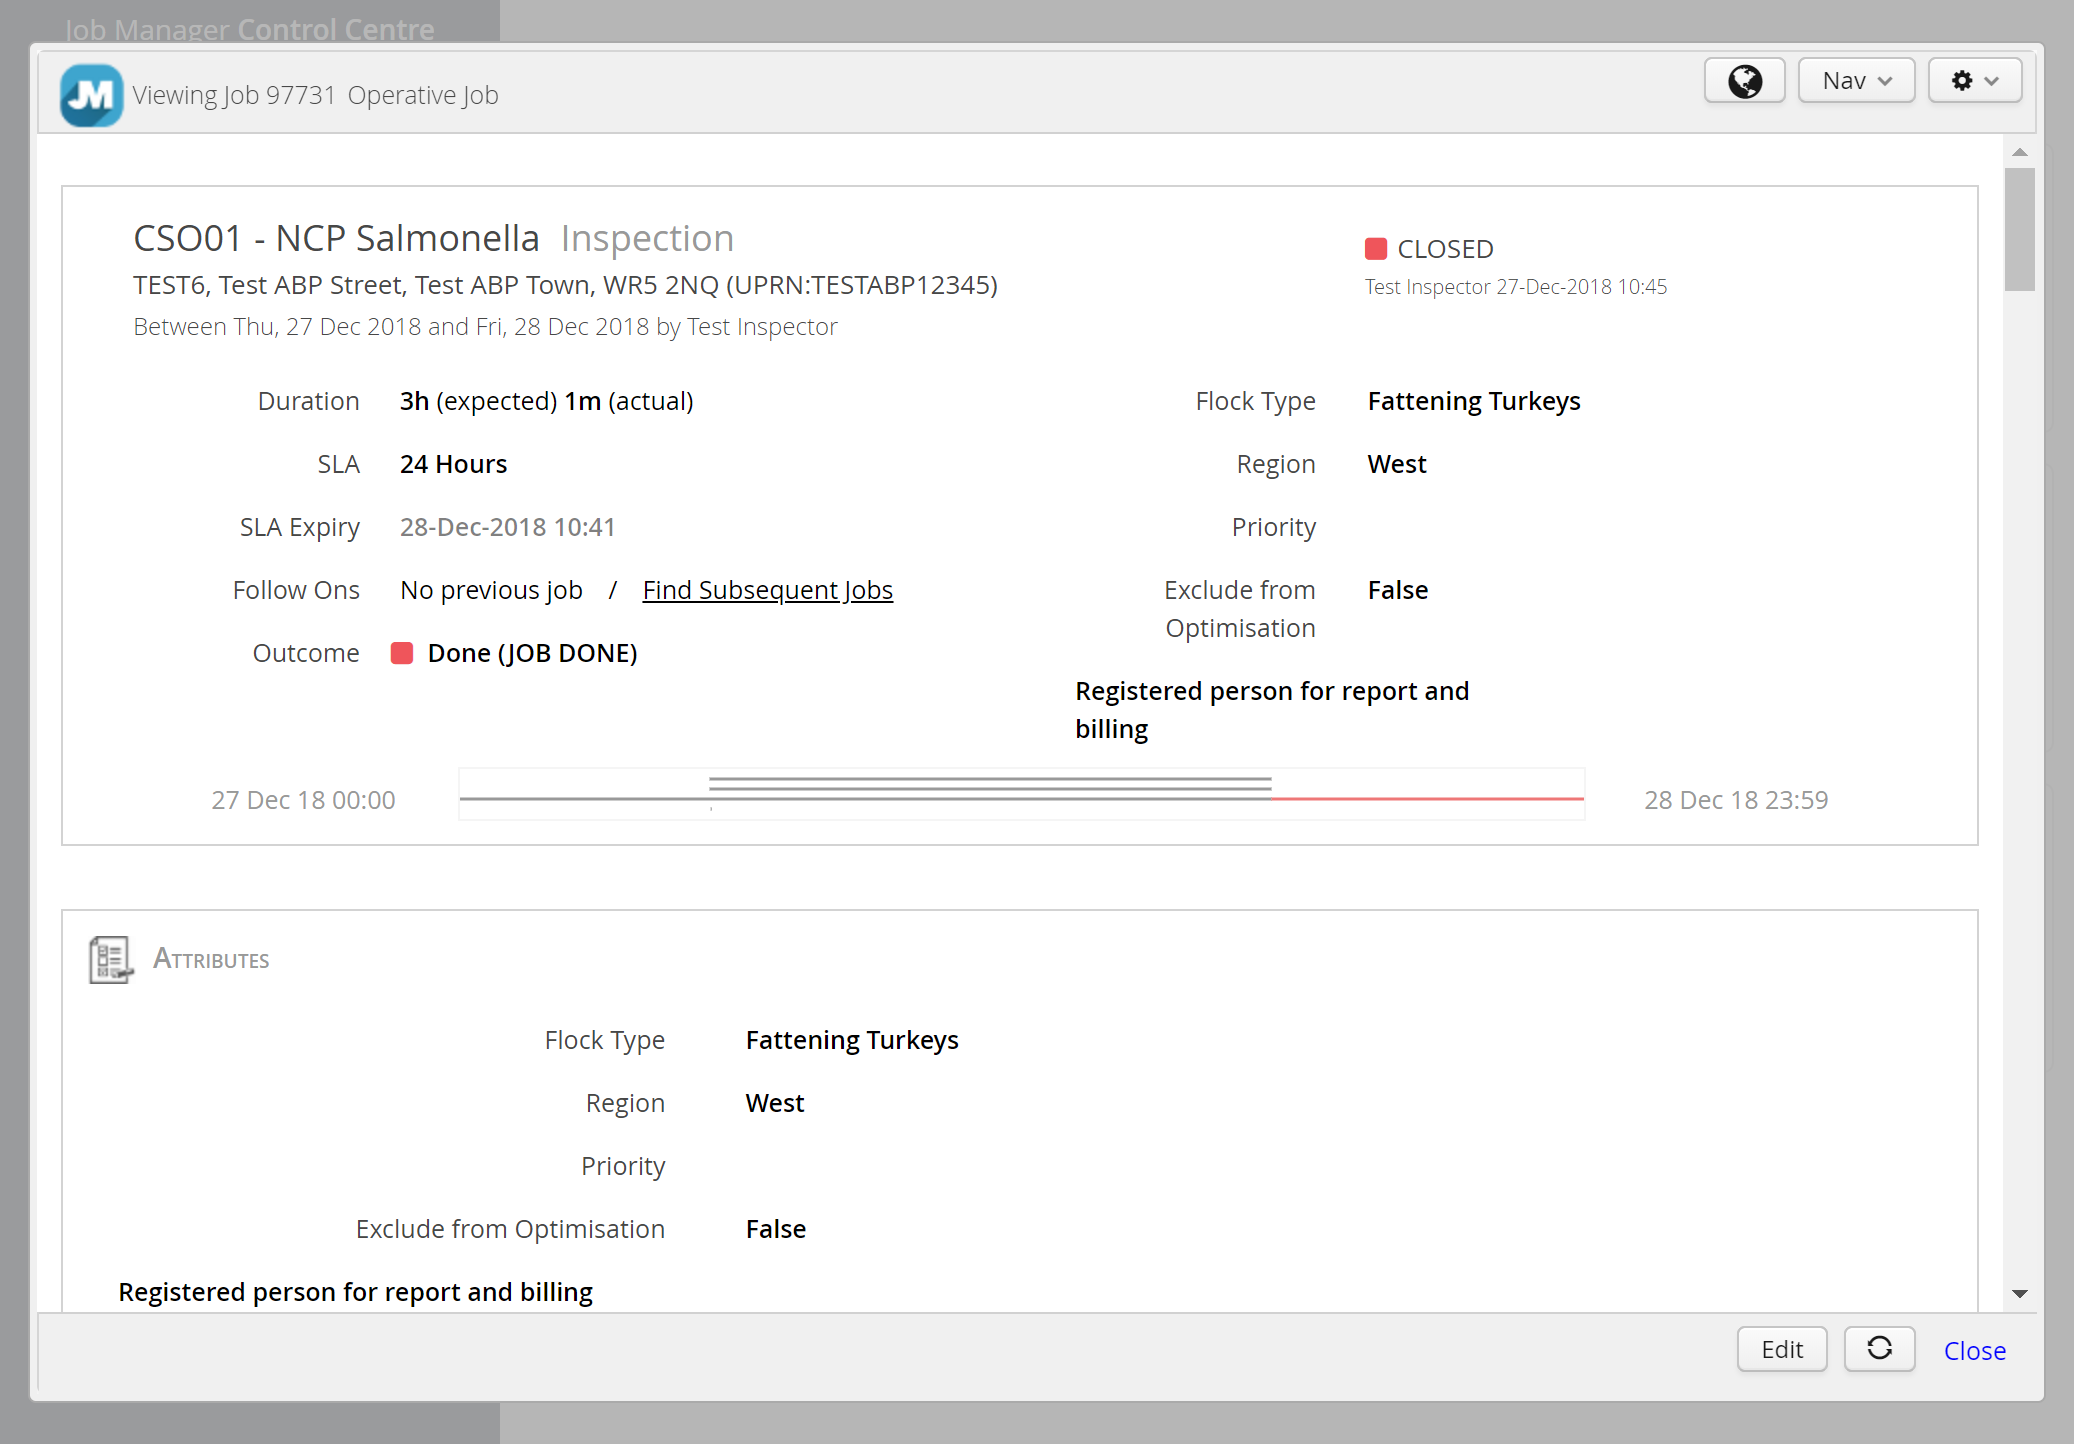 Job Manager Control Centre
JM
Viewing Job 97731 Operative Job
Nav
CSO01 - NCP Salmonella Inspection
CLOSED
TEST6, Test ABP Street, Test ABP Town, WR5 2NQ (UPRN:TESTABP12345)
Test Inspector 27-Dec-2018 10:45
Between Thu, 27 Dec 2018 and Fri, 28 Dec 2018 by Test Inspector
Duration 3h (expected) 1m (actual)
Flock Type Fattening Turkeys
SLA 24 Hours
Region West
SLA Expiry 28-Dec-2018 10:41
Priority
Follow Ons No previous job / Find Subsequent Jobs
Exclude from
Optimisation False
Outcome Done (JOB DONE)
Registered person for report and
billing
27 Dec 18 00:00
28 Dec 18 23:59
Attributes
Flock Type Fattening Turkeys
Region West
Priority
Exclude from Optimisation False
Registered person for report and billing
Edit
Close